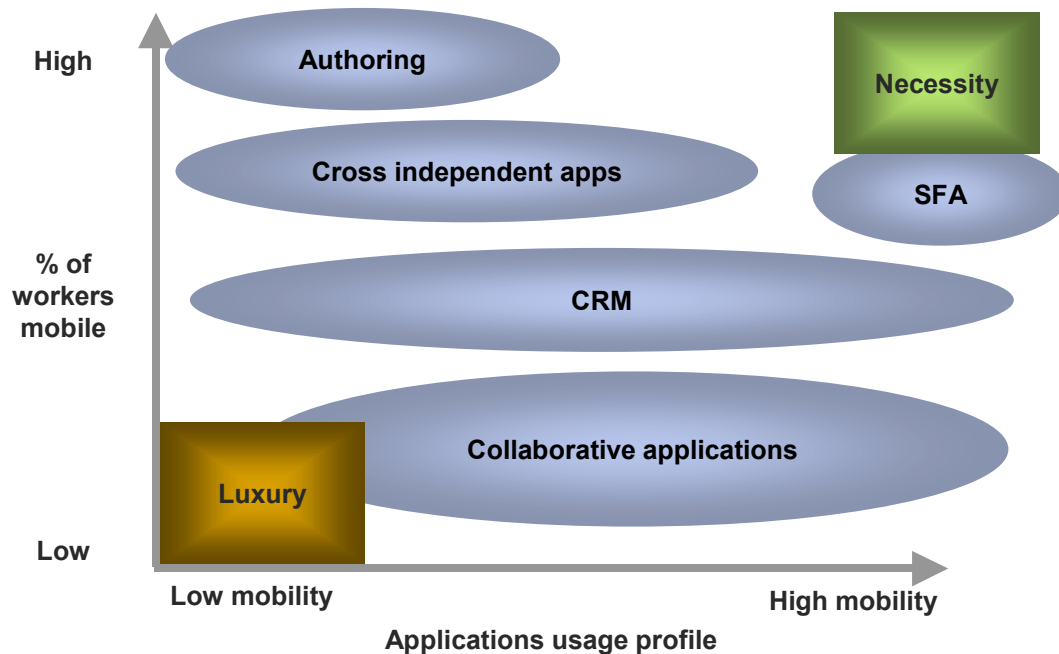 High
Authoring
Necessity
Cross independent apps
SFA
% of
workers
mobile
CRM
Collaborative applications
Luxury
Low
Low mobility
High mobility
Applications usage profile